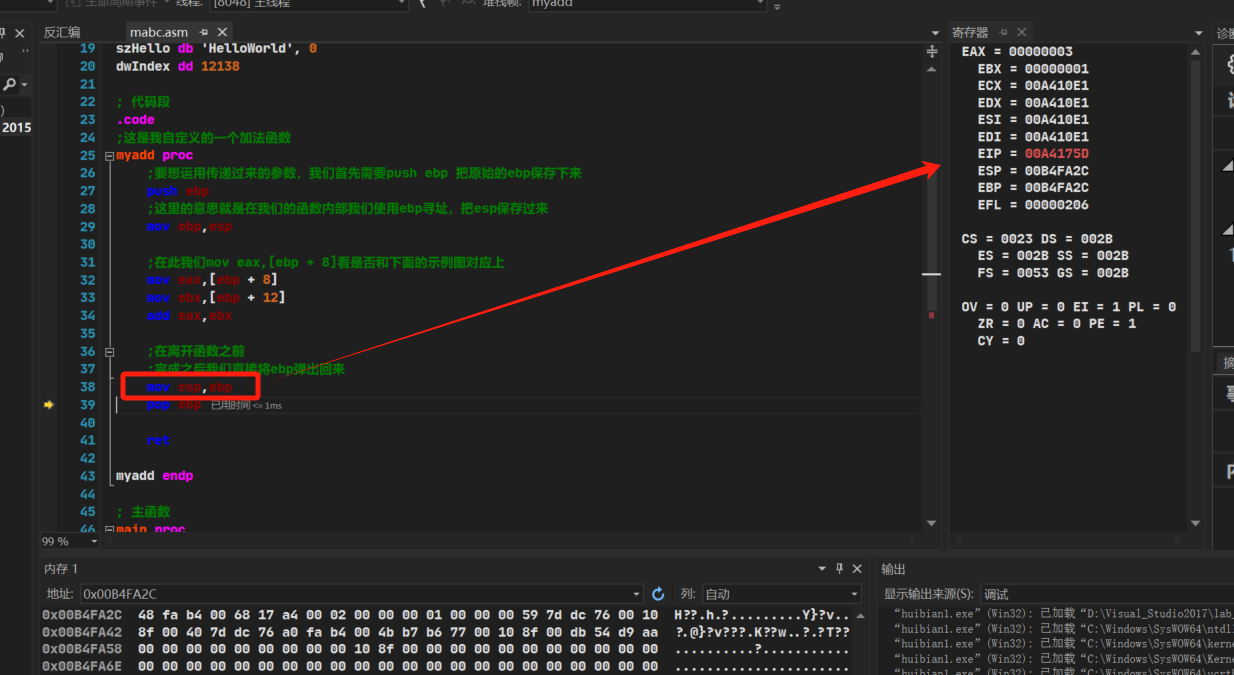 生命周期事件 线程: [8048] 主线程 堆栈帧: myadd
反汇编 mabc.asm
19 szHello db 'HelloWorld', 0
20 dwIndex dd 12138
21
22 ; 代码段
23 .code
24 ;这是我自定义的一个加法函数
25 myadd proc
26 ;要想运用传递过来的参数，我们首先需要push ebp 把原始的ebp保存下来
27 push ebp
28 ;这里的意思就是在我们的函数内部我们使用ebp寻址，把esp保存过来
29 mov ebp,esp
30
31 ;在此我们mov eax,[ebp + 8]看是否和下面的示例图对应上
32 mov eax,[ebp + 8]
33 mov ebx,[ebp + 12]
34 add eax,ebx
35
36 ;在离开函数之前
37 ;完成之后我们直接将ebp弹出回来
38 mov esp,ebp
39 pop ebp 已用时间 <= 1ms
40
41 ret
42
43 myadd endp
44
45 ; 主函数
46 main proc
99 %
2015
寄存器
EAX = 00000003
EBX = 00000001
ECX = 00A410E1
EDX = 00A410E1
ESI = 00A410E1
EDI = 00A410E1
EIP = 00A4175D
ESP = 00B4FA2C
EBP = 00B4FA2C
EFL = 00000206
CS = 0023 DS = 002B
ES = 002B SS = 002B
FS = 0053 GS = 002B
OV = 0 UP = 0 EI = 1 PL = 0
ZR = 0 AC = 0 PE = 1
CY = 0
内存 1
地址: 0x00B4FA2C 列: 自动
0x00B4FA2C 48 fa b4 00 68 17 a4 00 02 00 00 00 01 00 00 00 59 7d dc 76 00 10 H??.h.?.........Y}?v..
0x00B4FA42 8f 00 40 7d dc 76 a0 fa b4 00 4b b7 b6 77 00 10 8f 00 db 54 d9 aa ?.@}?v???.K??w..?.?T??
0x00B4FA58 00 00 00 00 00 00 00 00 00 00 00 10 8f 00 00 00 00 00 00 00 00 00 ............?.........
0x00B4FA6E 00 00 00 00 00 00 00 00 00 00 00 00 00 00 00 00 00 00 00 00 00 00 ......................
输出
显示输出来源(S): 调试
“huibian1.exe”(Win32): 已加载“D:\Visual_Studio2017\lab_
“huibian1.exe”(Win32): 已加载“C:\Windows\SysWOW64\ntdl
“huibian1.exe”(Win32): 已加载“C:\Windows\SysWOW64\kerne
“huibian1.exe”(Win32): 已加载“C:\Windows\SysWOW64\Kerne
“huibian1.exe”(Win32): 已加载“C:\Windows\SysWOW64\ucrt
诊断